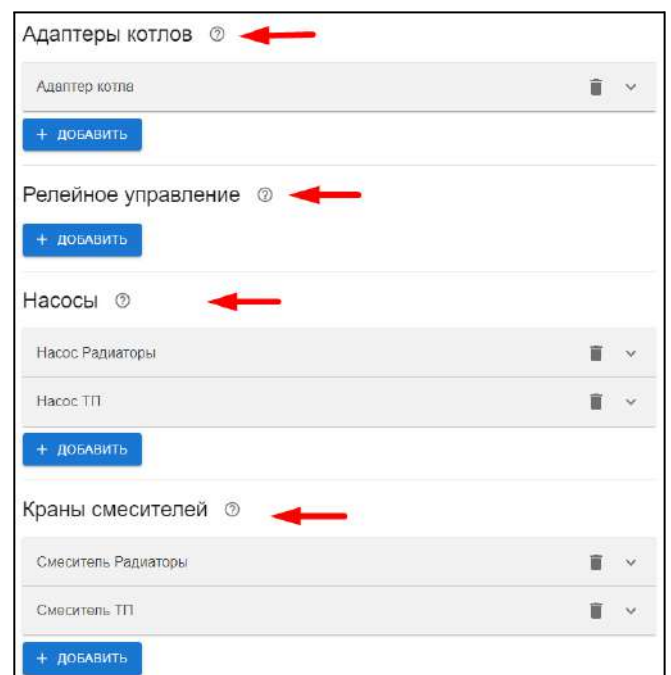 Адаптеры котлов
Адаптер котла
+ ДОБАВИТЬ
Релейное управление
+ ДОБАВИТЬ
Насосы
Насос Радиаторы
Насос ТП
+ ДОБАВИТЬ
Краны смесителей
Смеситель Радиаторы
Смеситель ТП
+ ДОБАВИТЬ